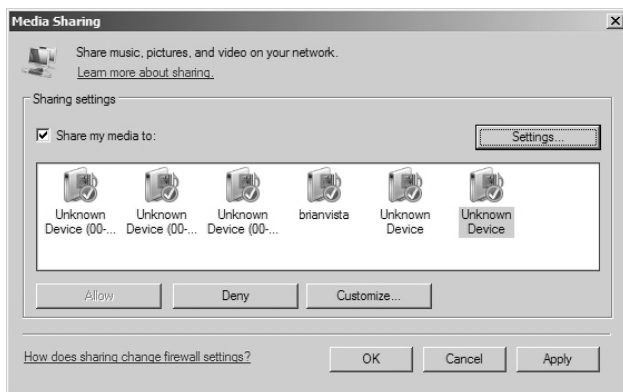 Media Sharing
Share music, pictures, and video on your network.
Learn more about sharing.
Sharing settings
Share my media to:
Settings...
Unknown Device (00-...
Unknown Device (00-...
Unknown Device (00-...
brianvista
Unknown Device
Unknown Device
Allow
Deny
Customize...
How does sharing change firewall settings?
OK
Cancel
Apply